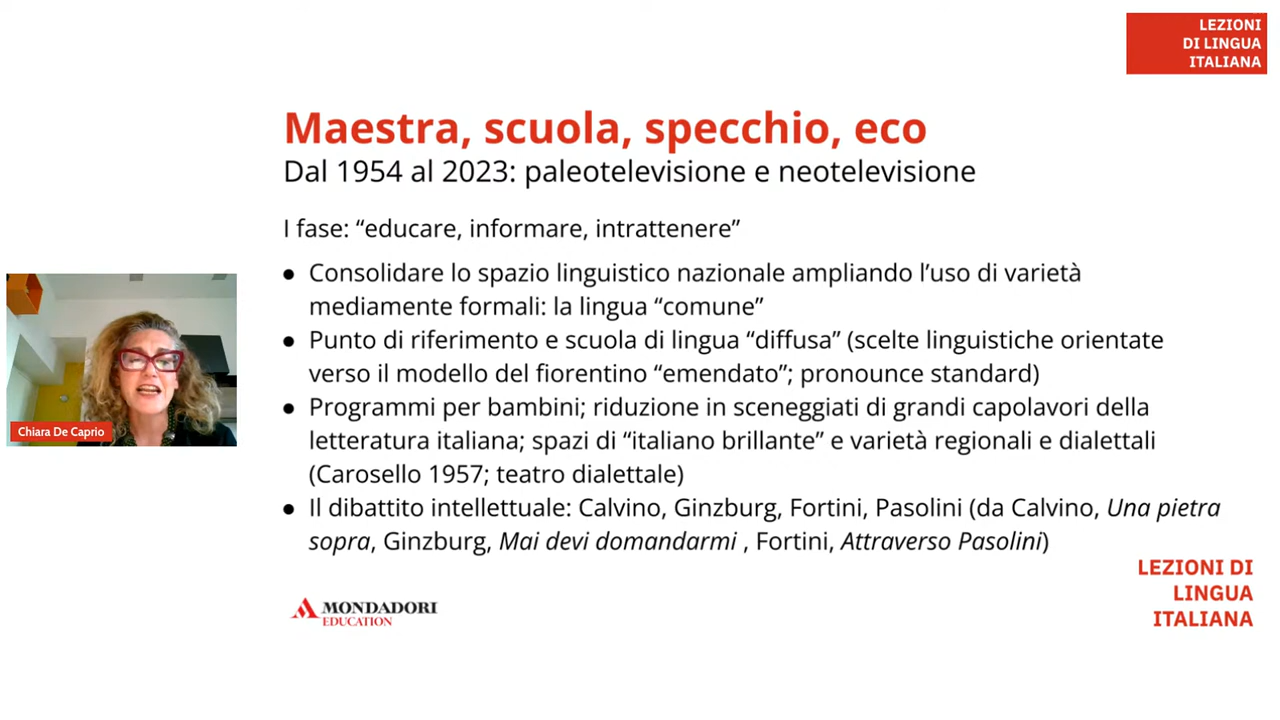 LEZIONI
DI LINGUA
ITALIANA
Maestra, scuola, specchio, eco
Dal 1954 al 2023: paleotelevisione e neotelevisione
I fase: “educare, informare, intrattenere”
● Consolidare lo spazio linguistico nazionale ampliando l’uso di varietà
mediamente formali: la lingua “comune”
● Punto di riferimento e scuola di lingua “diffusa” (scelte linguistiche orientate
verso il modello del fiorentino “emendato”; pronounce standard)
● Programmi per bambini; riduzione in sceneggiati di grandi capolavori della
letteratura italiana; spazi di “italiano brillante” e varietà regionali e dialettali
(Carosello 1957; teatro dialettale)
● Il dibattito intellettuale: Calvino, Ginzburg, Fortini, Pasolini (da Calvino, Una pietra
sopra, Ginzburg, Mai devi domandarmi , Fortini, Attraverso Pasolini)
Chiara De Caprio
MONDADORI
EDUCATION
LEZIONI DI
LINGUA
ITALIANA